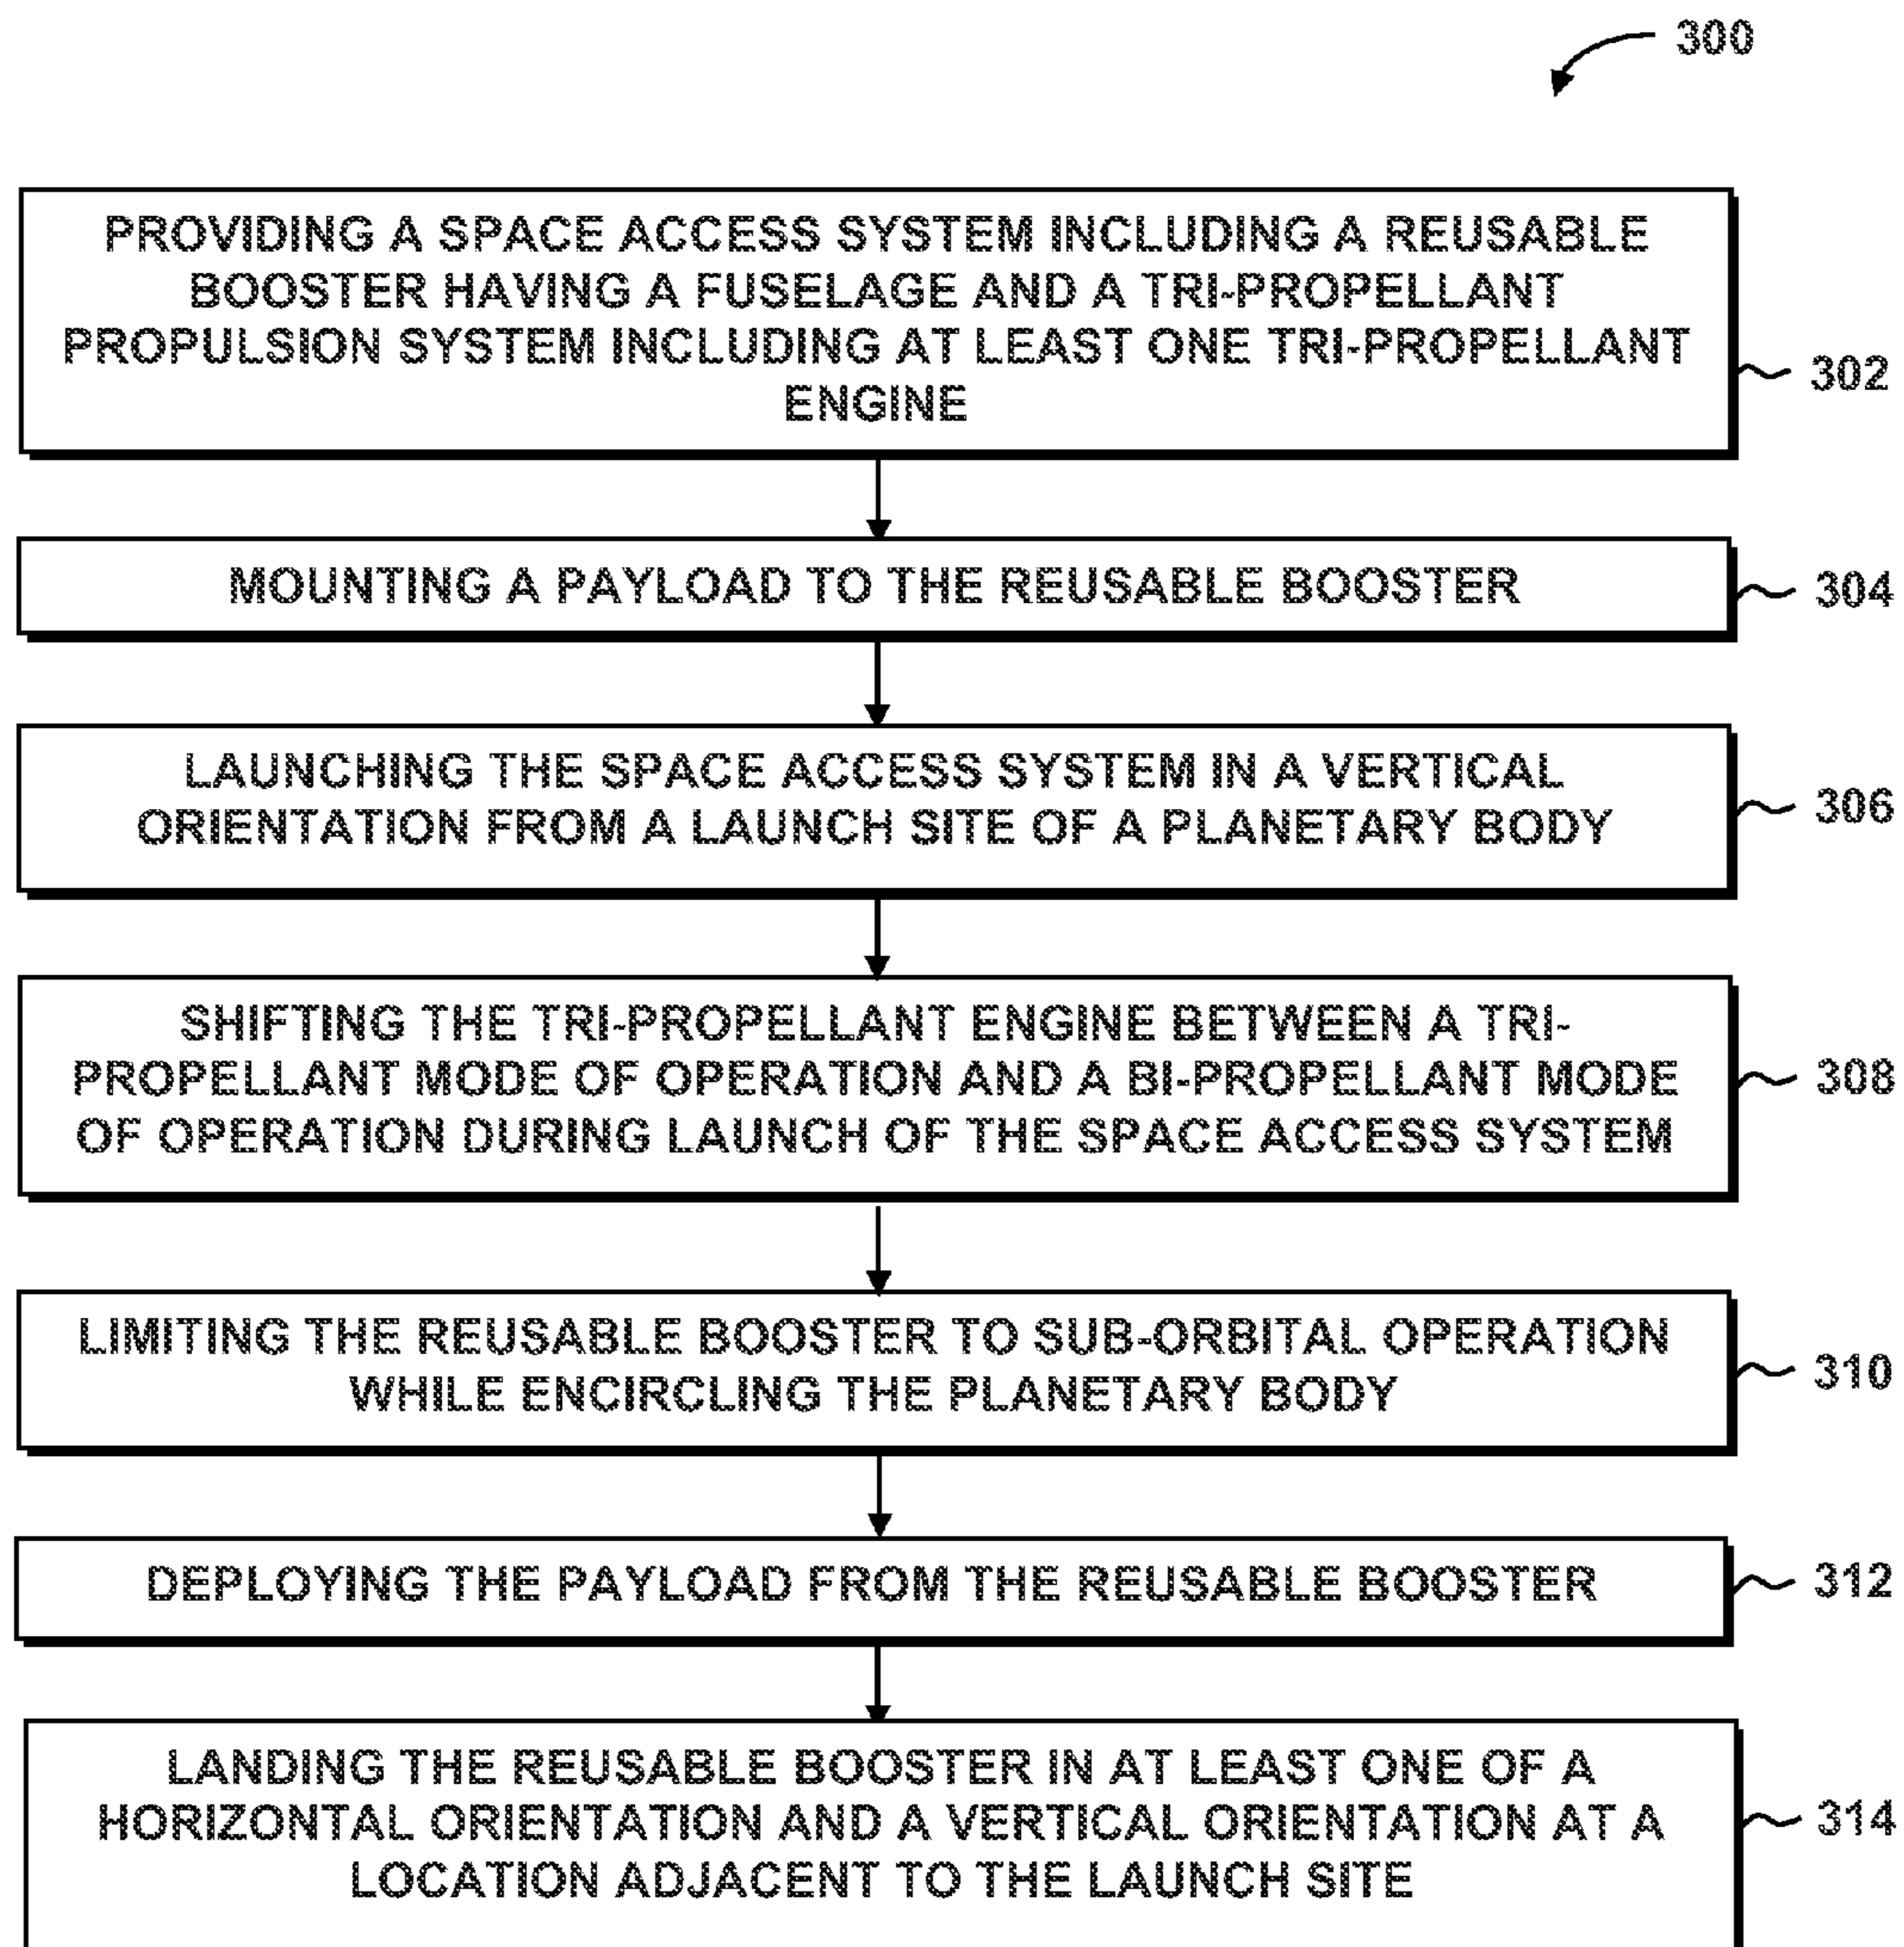 300
PROVIDING A SPACE ACCESS SYSTEM INCLUDING A REUSABLE
BOOSTER HAVING A FUSELAGE AND A TRI-PROPELLANT
PROPULSION SYSTEM INCLUDING AT LEAST ONE TRI-PROPELLANT
ENGINE
302
MOUNTING A PAYLOAD TO THE REUSABLE BOOSTER
304
LAUNCHING THE SPACE ACCESS SYSTEM IN A VERTICAL
ORIENTATION FROM A LAUNCH SITE OF A PLANETARY BODY
306
SHIFTING THE TRI-PROPELLANT ENGINE BETWEEN A TRI-
PROPELLANT MODE OF OPERATION AND A BI-PROPELLANT MODE
OF OPERATION DURING LAUNCH OF THE SPACE ACCESS SYSTEM
308
LIMITING THE REUSABLE BOOSTER TO SUB-ORBITAL OPERATION
WHILE ENCIRCLING THE PLANETARY BODY
310
DEPLOYING THE PAYLOAD FROM THE REUSABLE BOOSTER
312
LANDING THE REUSABLE BOOSTER IN AT LEAST ONE OF A
HORIZONTAL ORIENTATION AND A VERTICAL ORIENTATION AT A
LOCATION ADJACENT TO THE LAUNCH SITE
314